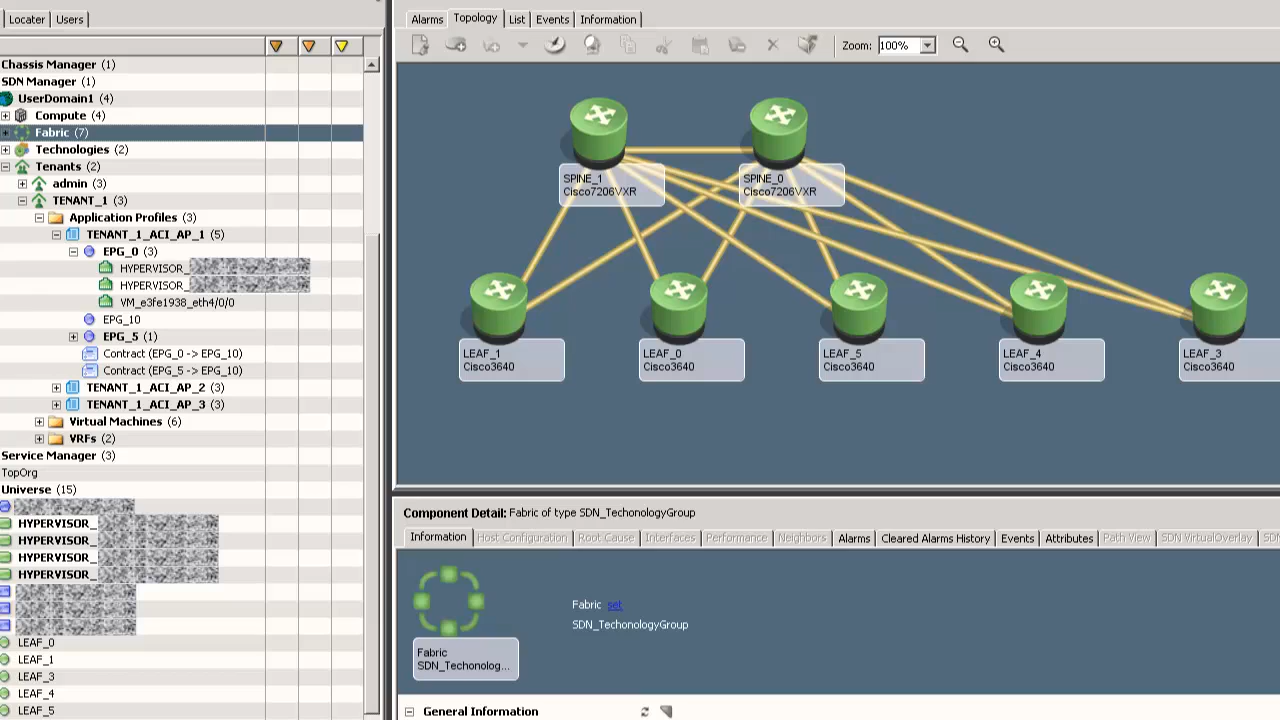 Locater Users
Chassis Manager (1)
SDN Manager (1)
UserDomain1 (4)
Compute (4)
Fabric (7)
Technologies (2)
Tenants (2)
admin (3)
TENANT_1 (3)
Application Profiles (3)
TENANT_1_ACI_AP_1 (5)
EPG_0 (3)
HYPERVISOR_
HYPERVISOR_
VM_e3fe1938_eth4/0/0
EPG_10
EPG_5 (1)
Contract (EPG_0 -> EPG_10)
Contract (EPG_5 -> EPG_10)
TENANT_1_ACI_AP_2 (3)
TENANT_1_ACI_AP_3 (3)
Virtual Machines (6)
VRFs (2)
Service Manager (3)
TopOrg
Universe (15)
HYPERVISOR_
HYPERVISOR_
HYPERVISOR_
HYPERVISOR_
LEAF_0
LEAF_1
LEAF_3
LEAF_4
LEAF_5
Alarms Topology List Events Information
Zoom: 100%
SPINE_1
Cisco7206VXR
SPINE_0
Cisco7206VXR
LEAF_1
Cisco3640
LEAF_0
Cisco3640
LEAF_5
Cisco3640
LEAF_4
Cisco3640
LEAF_3
Cisco3640
Component Detail: Fabric of type SDN_TechonologyGroup
Information Host Configuration Root Cause Interfaces Performance Neighbors Alarms Cleared Alarms History Events Attributes Path View SDN VirtualOverlay SDN
Fabric set
SDN_TechonologyGroup
Fabric
SDN_Techonolog...
General Information